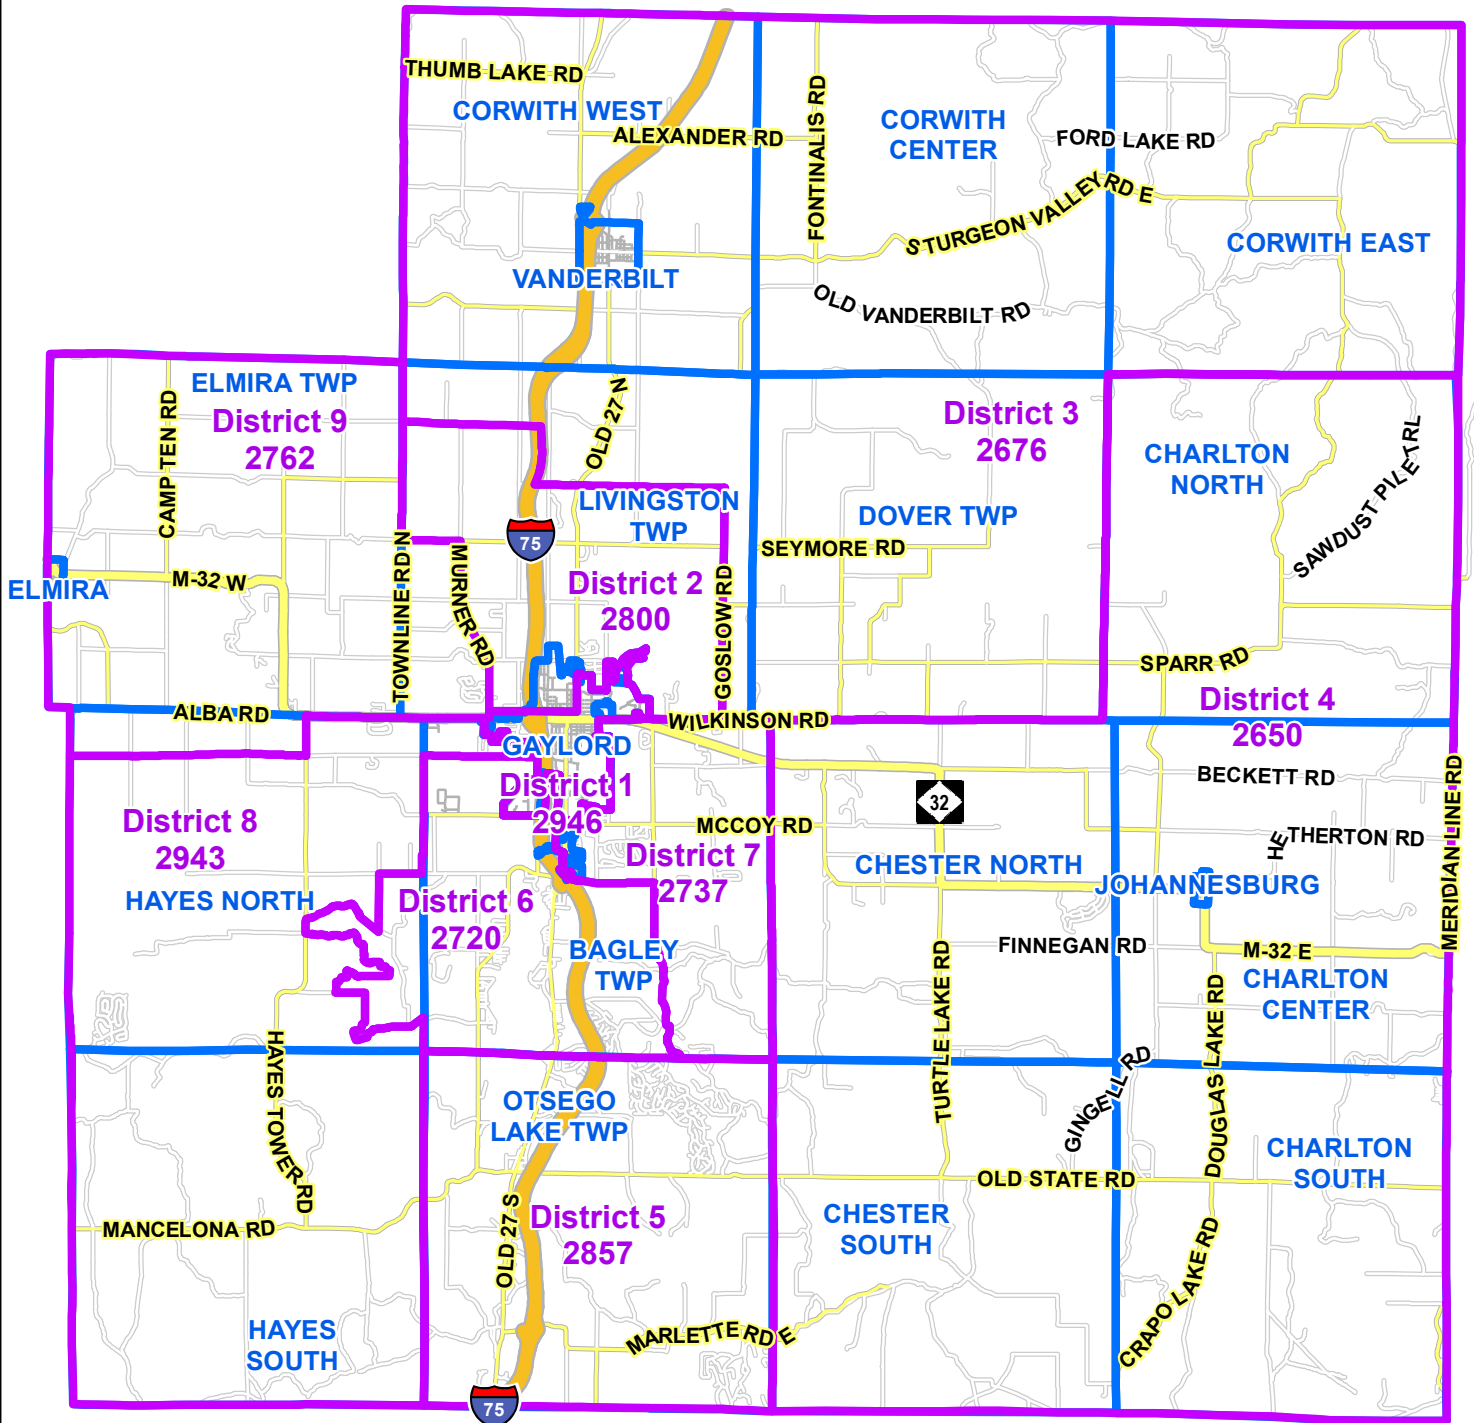 THUMB LAKE RD
CORWITH WEST
ALEXANDER RD
FONTINALIS RD
CORWITH
CENTER
FORD LAKE RD
STURGEON VALLEY RD E
CORWITH EAST
VANDERBILT
OLD VANDERBILT RD
ELMIRA TWP
District 9
2762
CAMP TEN RD
OLD 27 N
District 3
2676
CHARLTON
NORTH
SAWDUST PILE TRL
LIVINGSTON
TWP
DOVER TWP
SEYMORE RD
75
ELMIRA
M-32 W
TOWNLINE RD N
MURNER RD
District 2
2800
GOSLOW RD
SPARR RD
District 4
2650
ALBA RD
WILKINSON RD
GAYLORD
District 1
2946
BECKETT RD
MERIDIAN LINE RD
32
District 8
2943
MCCOY RD
HETHERTON RD
District 7
2737
CHESTER NORTH
JOHANNESBURG
HAYES NORTH
District 6
2720
BAGLEY
TWP
FINNEGAN RD
M-32 E
CHARLTON
CENTER
TURTLE LAKE RD
DOUGLAS LAKE RD
HAYES TOWER RD
GINGELL RD
OTSEGO
LAKE TWP
CHARLTON
SOUTH
OLD STATE RD
MANCELONA RD
OLD 27 S
District 5
2857
CHESTER
SOUTH
CRAPO LAKE RD
HAYES
SOUTH
MARLETTE RD E
75